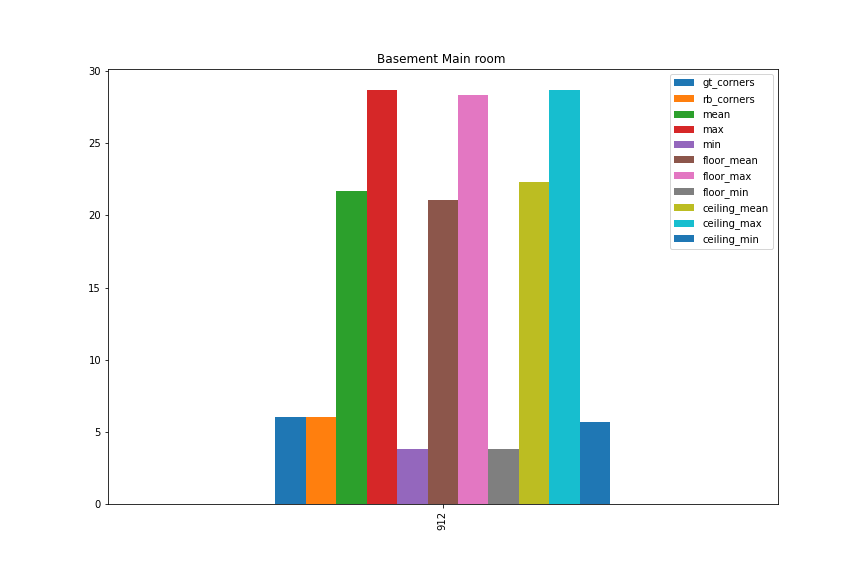 Basement Main room
30
25
20
15
10
5
0
912
gt_corners
rb_corners
mean
max
min
floor_mean
floor_max
floor_min
ceiling_mean
ceiling_max
ceiling_min